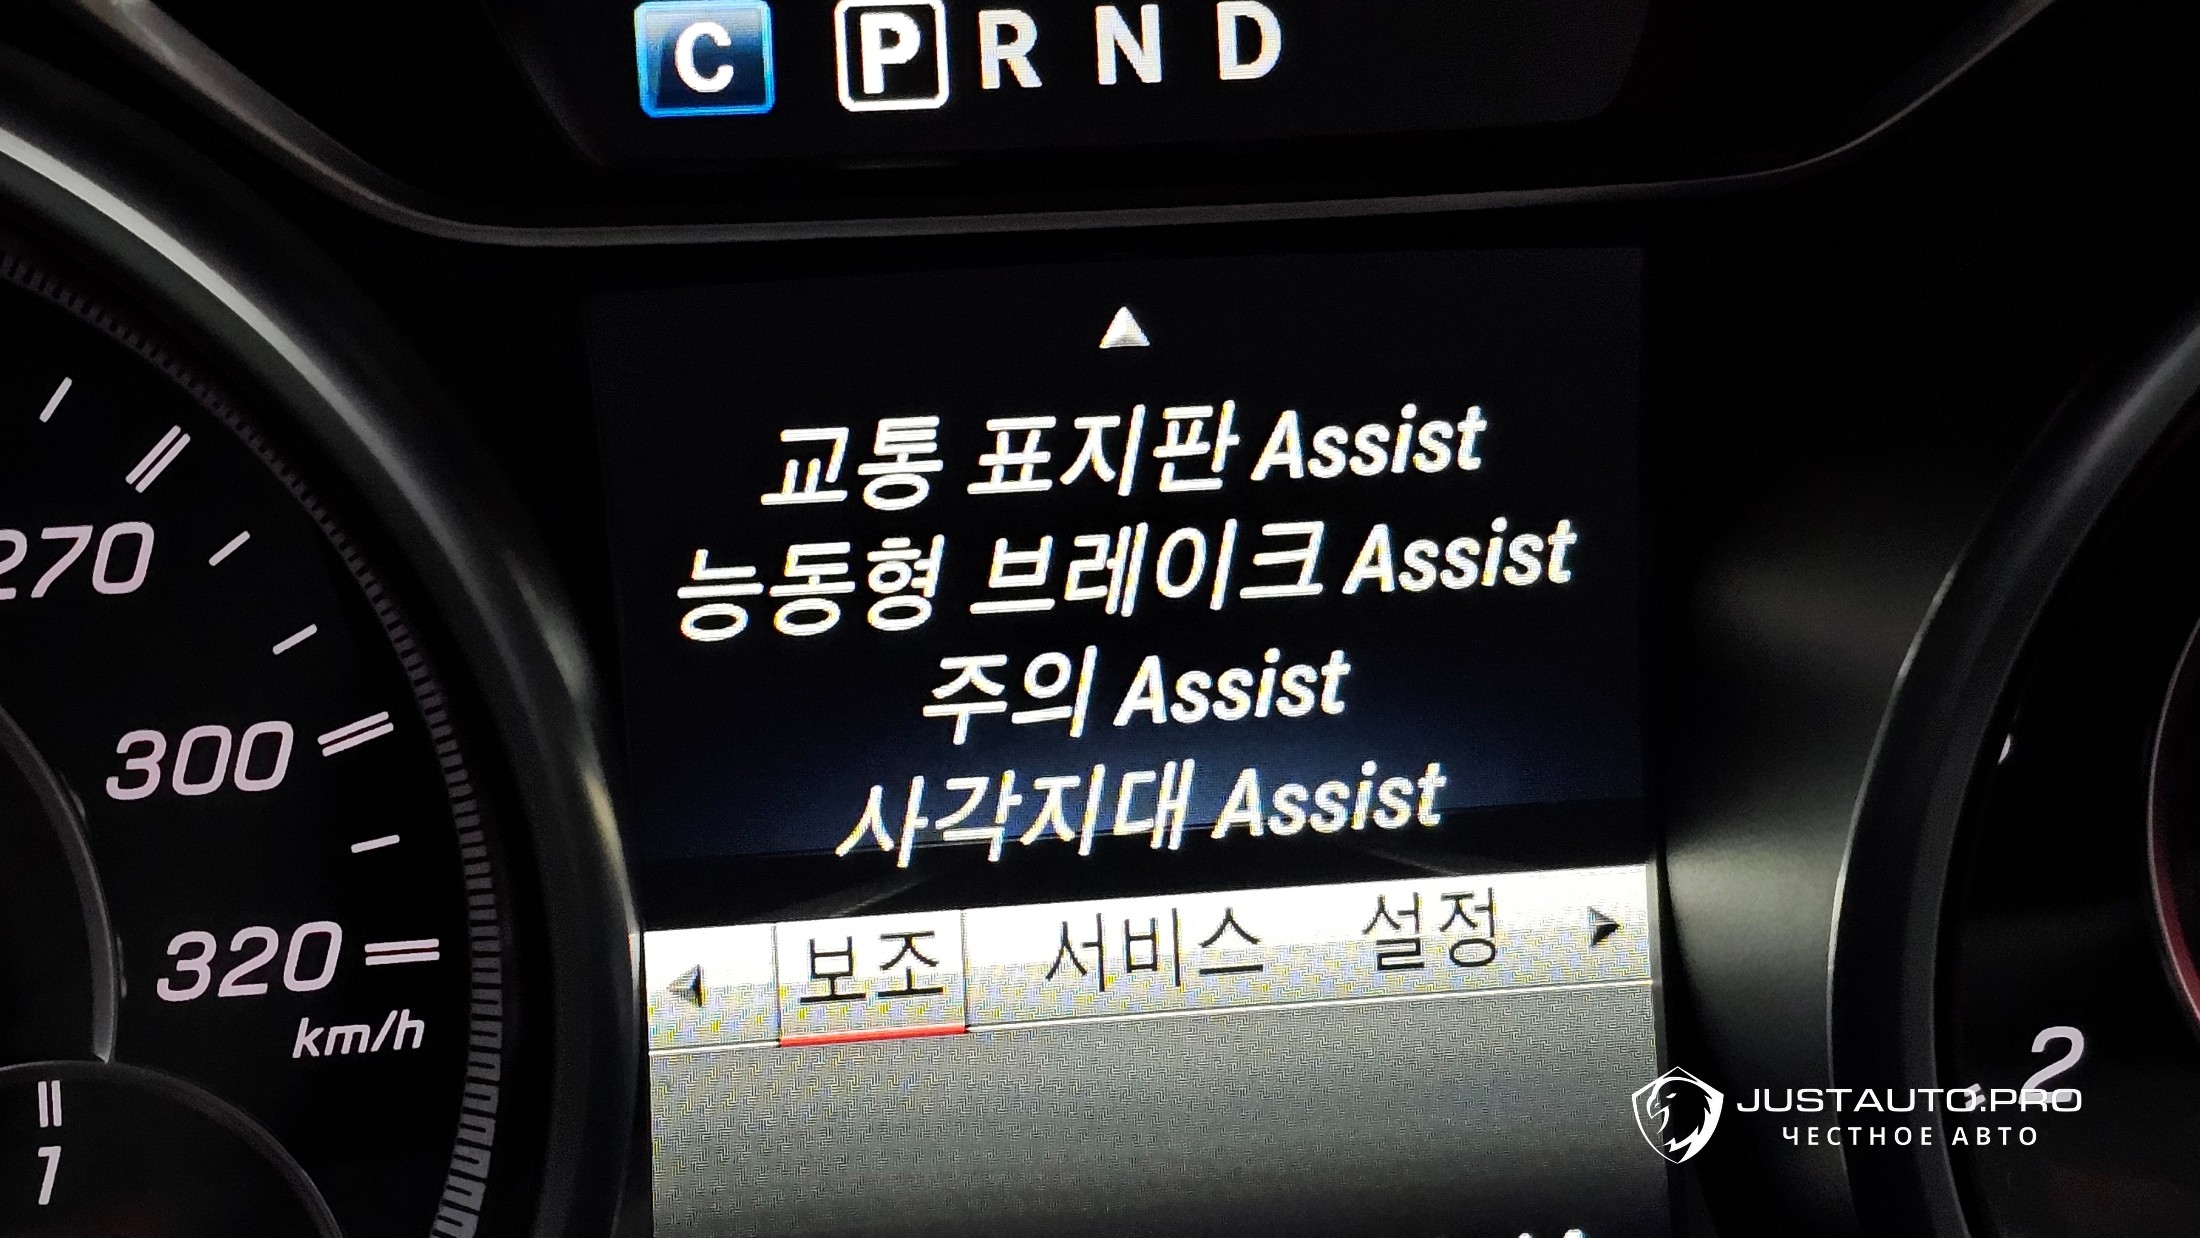 C P R N D
교통 표지판 Assist
능동형 브레이크 Assist
주의 Assist
사각지대 Assist
보조 서비스 설정
270
300
320
km/h
1
2
JUSTAUTO.PRO
ЧЕСТНОЕ АВТО